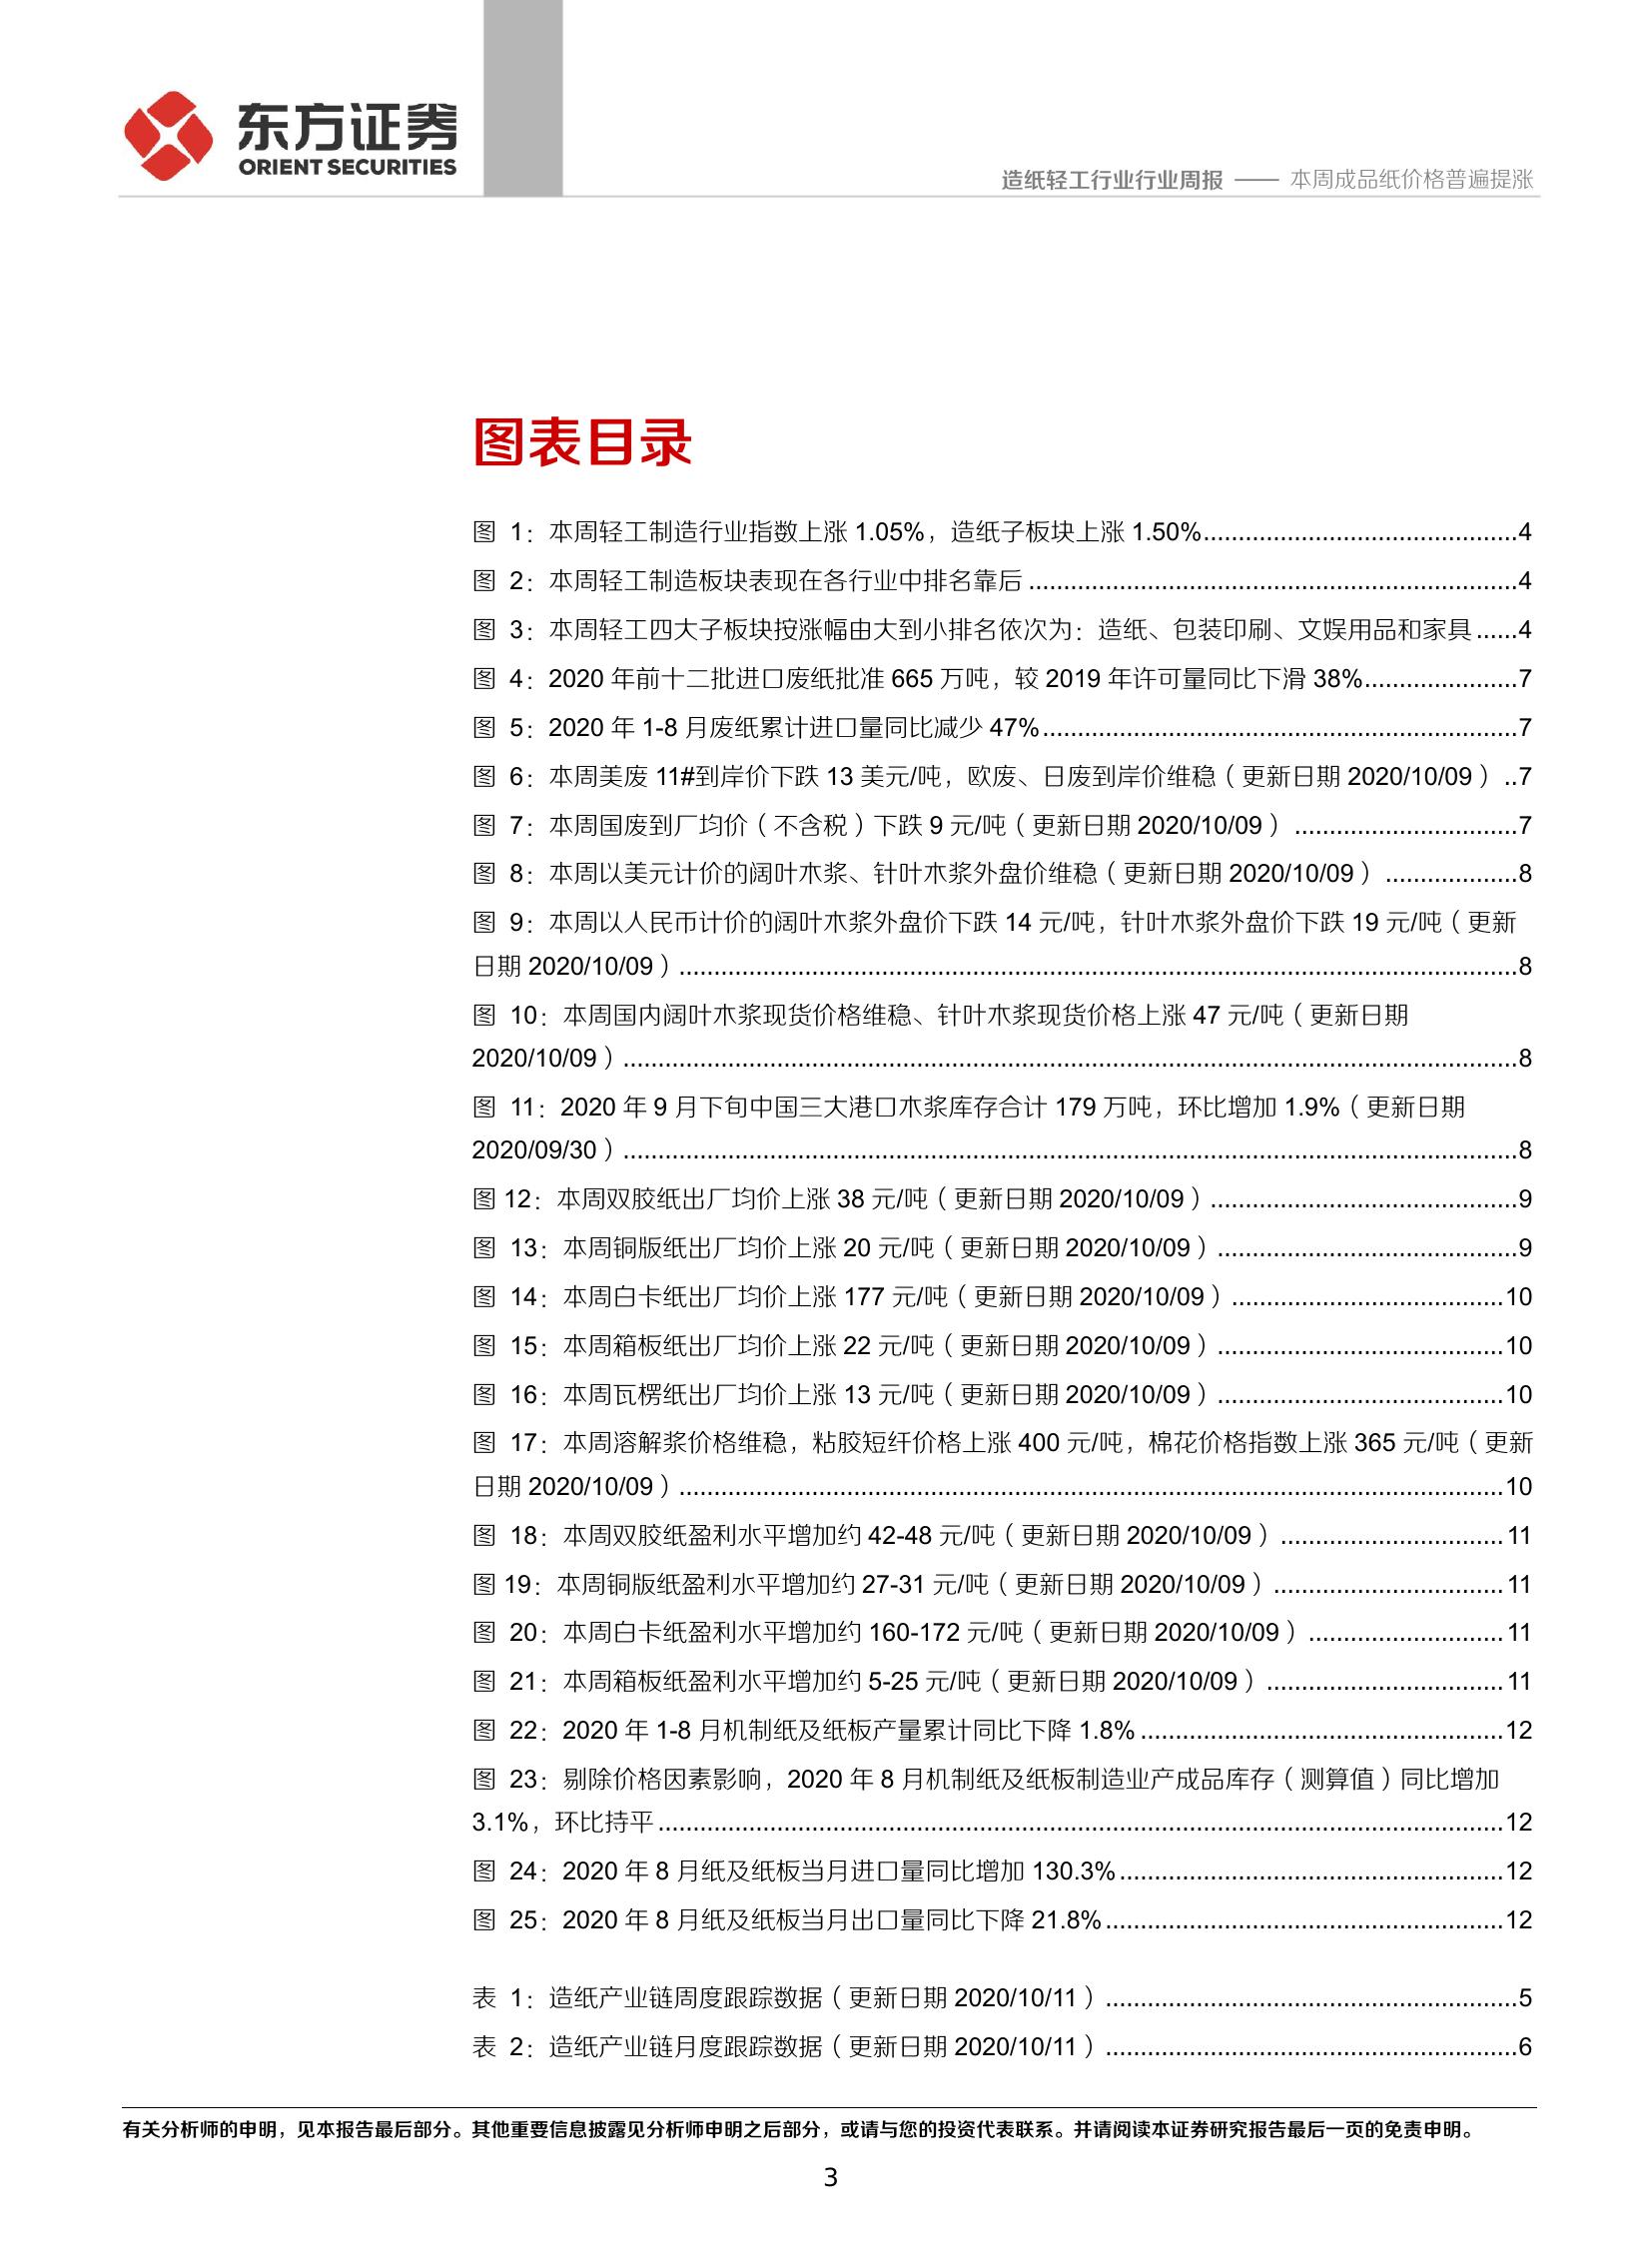 东方证券
ORIENT SECURITIES
造纸轻工行业行业周报 —— 本周成品纸价格普遍提涨
图表目录
图 1：本周轻工制造行业指数上涨 1.05%，造纸子板块上涨 1.50%.............................................4
图 2：本周轻工制造板块表现在各行业中排名靠后 ......................................................................4
图 3：本周轻工四大子板块按涨幅由大到小排名依次为：造纸、包装印刷、文娱用品和家具 ......4
图 4：2020 年前十二批进口废纸批准 665 万吨，较 2019 年许可量同比下滑 38%......................7
图 5：2020 年 1-8 月废纸累计进口量同比减少 47%....................................................................7
图 6：本周美废 11#到岸价下跌 13 美元/吨，欧废、日废到岸价维稳（更新日期 2020/10/09） ..7
图 7：本周国废到厂均价（不含税）下跌 9 元/吨（更新日期 2020/10/09） ................................7
图 8：本周以美元计价的阔叶木浆、针叶木浆外盘价维稳（更新日期 2020/10/09） ...................8
图 9：本周以人民币计价的阔叶木浆外盘价下跌 14 元/吨，针叶木浆外盘价下跌 19 元/吨（更新
日期 2020/10/09）........................................................................................................................8
图 10：本周国内阔叶木浆现货价格维稳、针叶木浆现货价格上涨 47 元/吨（更新日期
2020/10/09）................................................................................................................................8
图 11：2020 年 9 月下旬中国三大港口木浆库存合计 179 万吨，环比增加 1.9%（更新日期
2020/09/30）................................................................................................................................8
图 12：本周双胶纸出厂均价上涨 38 元/吨（更新日期 2020/10/09）............................................9
图 13：本周铜版纸出厂均价上涨 20 元/吨（更新日期 2020/10/09）...........................................9
图 14：本周白卡纸出厂均价上涨 177 元/吨（更新日期 2020/10/09）.......................................10
图 15：本周箱板纸出厂均价上涨 22 元/吨（更新日期 2020/10/09）.........................................10
图 16：本周瓦楞纸出厂均价上涨 13 元/吨（更新日期 2020/10/09）.........................................10
图 17：本周溶解浆价格维稳，粘胶短纤价格上涨 400 元/吨，棉花价格指数上涨 365 元/吨（更新
日期 2020/10/09）......................................................................................................................10
图 18：本周双胶纸盈利水平增加约 42-48 元/吨（更新日期 2020/10/09）................................11
图 19：本周铜版纸盈利水平增加约 27-31 元/吨（更新日期 2020/10/09）.................................11
图 20：本周白卡纸盈利水平增加约 160-172 元/吨（更新日期 2020/10/09）............................11
图 21：本周箱板纸盈利水平增加约 5-25 元/吨（更新日期 2020/10/09）..................................11
图 22：2020 年 1-8 月机制纸及纸板产量累计同比下降 1.8%....................................................12
图 23：剔除价格因素影响，2020 年 8 月机制纸及纸板制造业产成品库存（测算值）同比增加
3.1%，环比持平.........................................................................................................................12
图 24：2020 年 8 月纸及纸板当月进口量同比增加 130.3%.......................................................12
图 25：2020 年 8 月纸及纸板当月出口量同比下降 21.8%.........................................................12
表 1：造纸产业链周度跟踪数据（更新日期 2020/10/11）...........................................................5
表 2：造纸产业链月度跟踪数据（更新日期 2020/10/11）...........................................................6
有关分析师的申明，见本报告最后部分。其他重要信息披露见分析师申明之后部分，或请与您的投资代表联系。并请阅读本证券研究报告最后一页的免责申明。
3